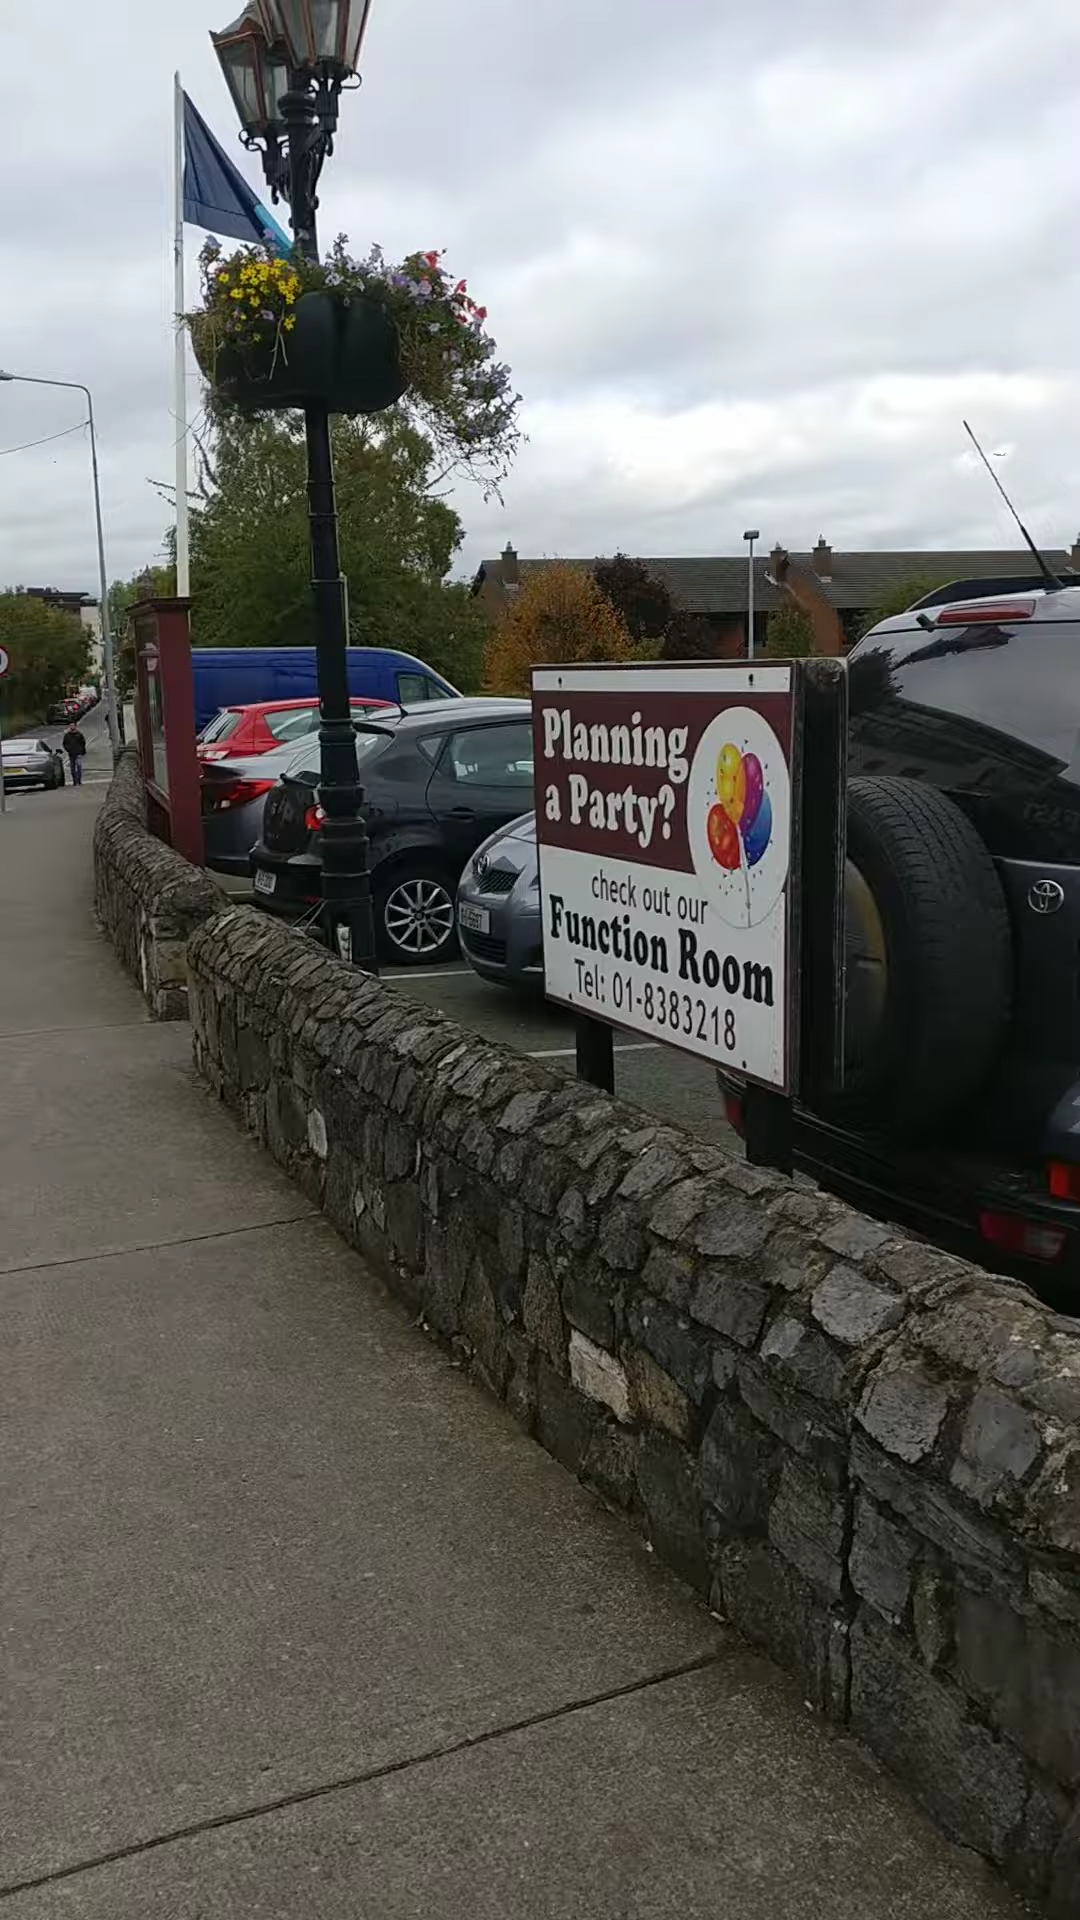 Planning
a Party?
check out our
Function Room
Tel: 01-8383218